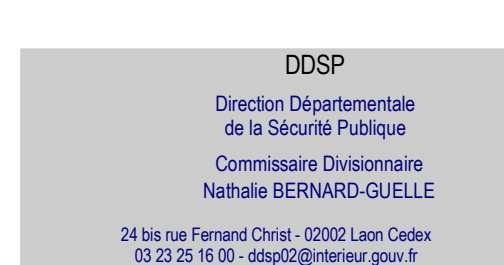 DDSP
Direction Départementale
de la Sécurité Publique
Commissaire Divisionnaire
Nathalie BERNARD-GUELLE
24 bis rue Fernand Christ - 02002 Laon Cedex
03 23 25 16 00 - ddsp02@interieur.gouv.fr